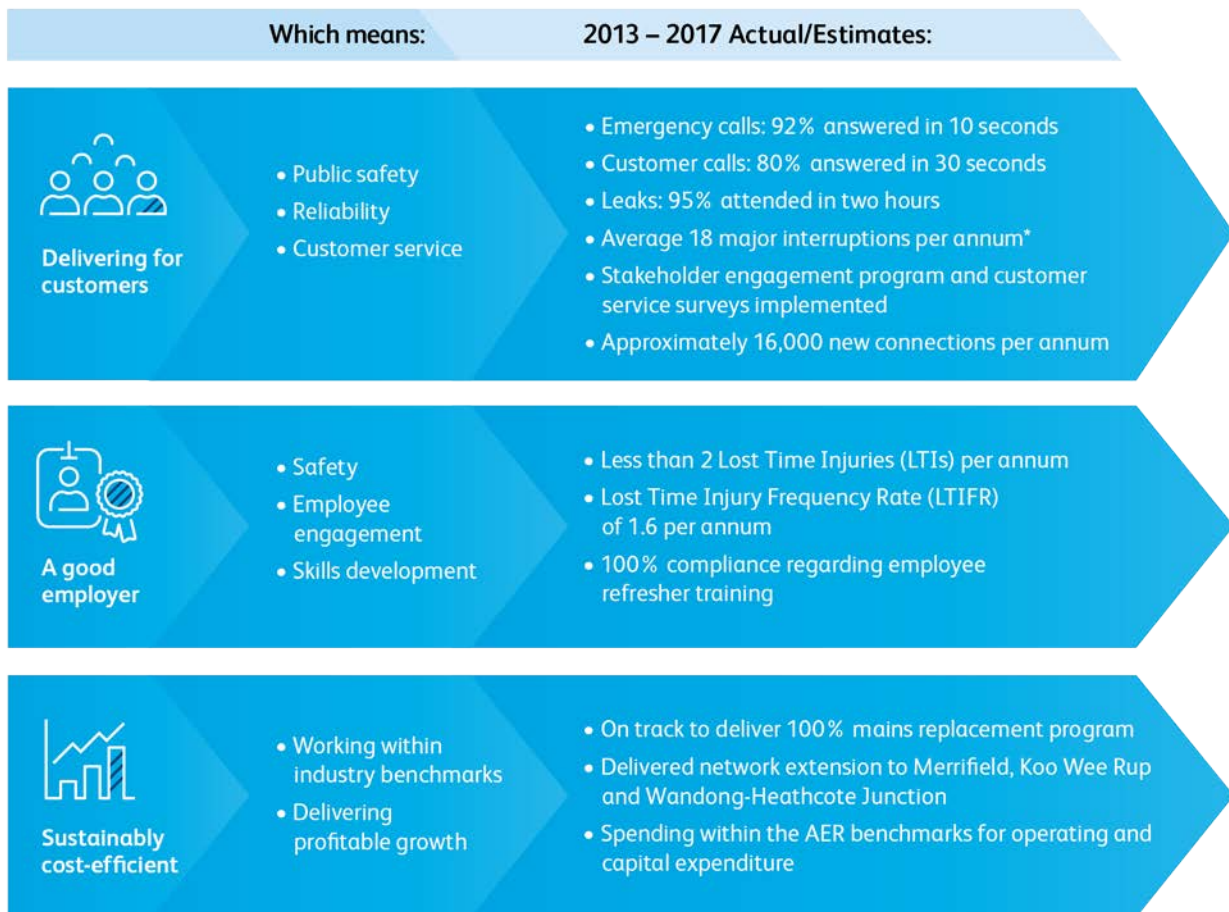 Which means:
2013 – 2017 Actual/Estimates:
Delivering for
customers
• Public safety
• Reliability
• Customer service
• Emergency calls: 92% answered in 10 seconds
• Customer calls: 80% answered in 30 seconds
• Leaks: 95% attended in two hours
• Average 18 major interruptions per annum*
• Stakeholder engagement program and customer
service surveys implemented
• Approximately 16,000 new connections per annum
A good
employer
• Safety
• Employee
engagement
• Skills development
• Less than 2 Lost Time Injuries (LTIs) per annum
• Lost Time Injury Frequency Rate (LTIFR)
of 1.6 per annum
• 100% compliance regarding employee
refresher training
Sustainably
cost-efficient
• Working within
industry benchmarks
• Delivering
profitable growth
• On track to deliver 100% mains replacement program
• Delivered network extension to Merrifield, Koo Wee Rup
and Wandong-Heathcote Junction
• Spending within the AER benchmarks for operating and
capital expenditure